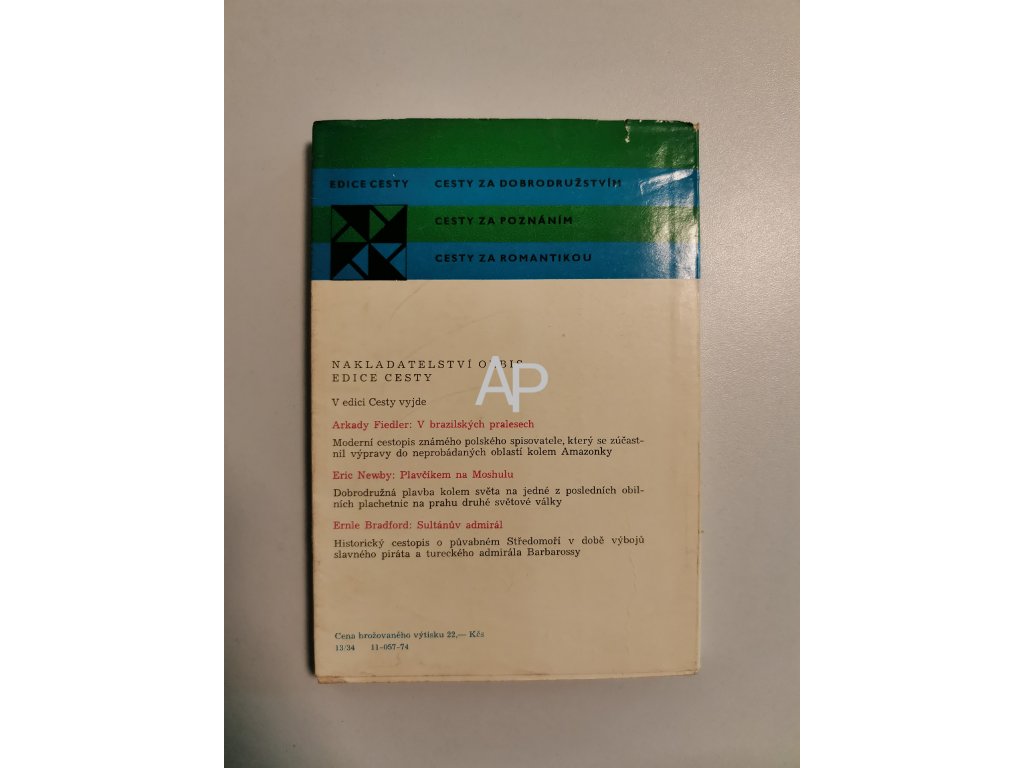 EDICE CESTY CESTY ZA DOBRODRUŽSTVÍM
CESTY ZA POZNÁNÍM
CESTY ZA ROMANTIKOU
NAKLADATELSTVÍ ORBIS
EDICE CESTY
AP
V edici Cesty vyjde
Arkady Fiedler: V brazilských pralesech
Moderní cestopis známého polského spisovatele, který se zúčast-
nil výpravy do neprobádaných oblastí kolem Amazonky
Eric Newby: Plavčíkem na Moshulu
Dobrodružná plavba kolem světa na jedné z posledních obil-
ních plachetnic na prahu druhé světové války
Ernle Bradford: Sultánův admirál
Historický cestopis o půvabném Středomoří v době výbojů
slavného piráta a tureckého admirála Barbarossy
Cena brožovaného výtisku 22,— Kčs
13/34 11-057-74